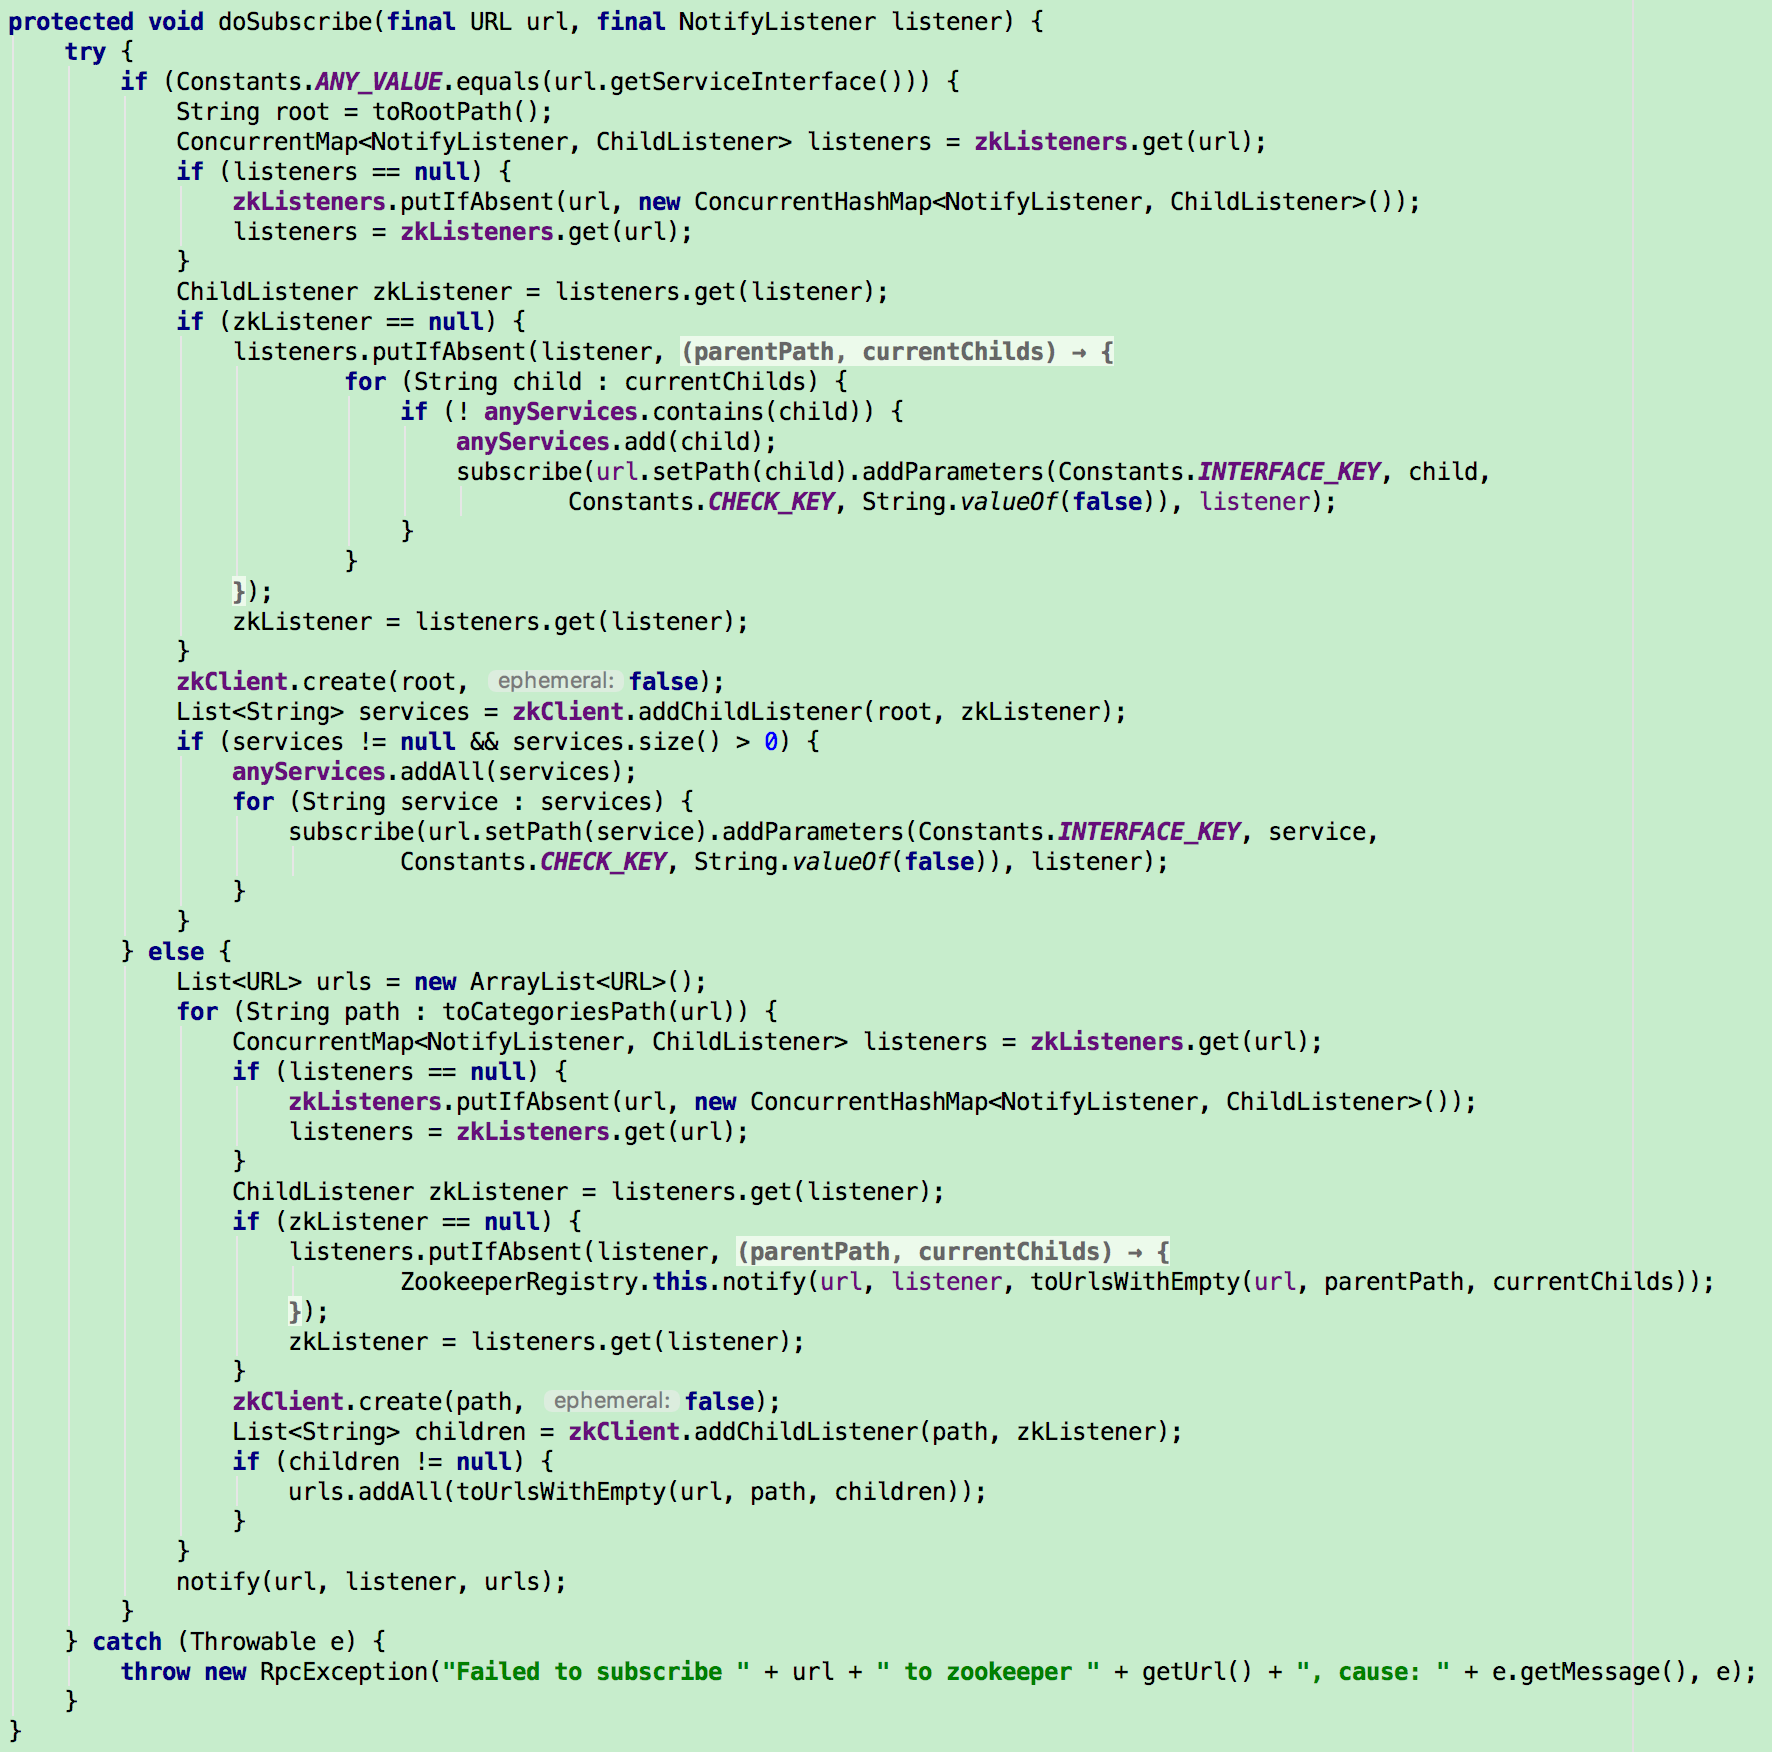 protected void doSubscribe(final URL url, final NotifyListener listener) {
    try {
        if (Constants.ANY_VALUE.equals(url.getServiceInterface())) {
            String root = toRootPath();
            ConcurrentMap<NotifyListener, ChildListener> listeners = zkListeners.get(url);
            if (listeners == null) {
                zkListeners.putIfAbsent(url, new ConcurrentHashMap<NotifyListener, ChildListener>());
                listeners = zkListeners.get(url);
            }
            ChildListener zkListener = listeners.get(listener);
            if (zkListener == null) {
                listeners.putIfAbsent(listener, (parentPath, currentChilds) → {
                        for (String child : currentChilds) {
                            if (! anyServices.contains(child)) {
                                anyServices.add(child);
                                subscribe(url.setPath(child).addParameters(Constants.INTERFACE_KEY, child,
                                        Constants.CHECK_KEY, String.valueOf(false)), listener);
                            }
                        }
                });
                zkListener = listeners.get(listener);
            }
            zkClient.create(root, ephemeral: false);
            List<String> services = zkClient.addChildListener(root, zkListener);
            if (services != null && services.size() > 0) {
                anyServices.addAll(services);
                for (String service : services) {
                    subscribe(url.setPath(service).addParameters(Constants.INTERFACE_KEY, service,
                            Constants.CHECK_KEY, String.valueOf(false)), listener);
                }
            }
        } else {
            List<URL> urls = new ArrayList<URL>();
            for (String path : toCategoriesPath(url)) {
                ConcurrentMap<NotifyListener, ChildListener> listeners = zkListeners.get(url);
                if (listeners == null) {
                    zkListeners.putIfAbsent(url, new ConcurrentHashMap<NotifyListener, ChildListener>());
                    listeners = zkListeners.get(url);
                }
                ChildListener zkListener = listeners.get(listener);
                if (zkListener == null) {
                    listeners.putIfAbsent(listener, (parentPath, currentChilds) → {
                            ZookeeperRegistry.this.notify(url, listener, toUrlsWithEmpty(url, parentPath, currentChilds));
                    });
                    zkListener = listeners.get(listener);
                }
                zkClient.create(path, ephemeral: false);
                List<String> children = zkClient.addChildListener(path, zkListener);
                if (children != null) {
                    urls.addAll(toUrlsWithEmpty(url, path, children));
                }
            }
            notify(url, listener, urls);
        }
    } catch (Throwable e) {
        throw new RpcException("Failed to subscribe " + url + " to zookeeper " + getUrl() + ", cause: " + e.getMessage(), e);
    }
}